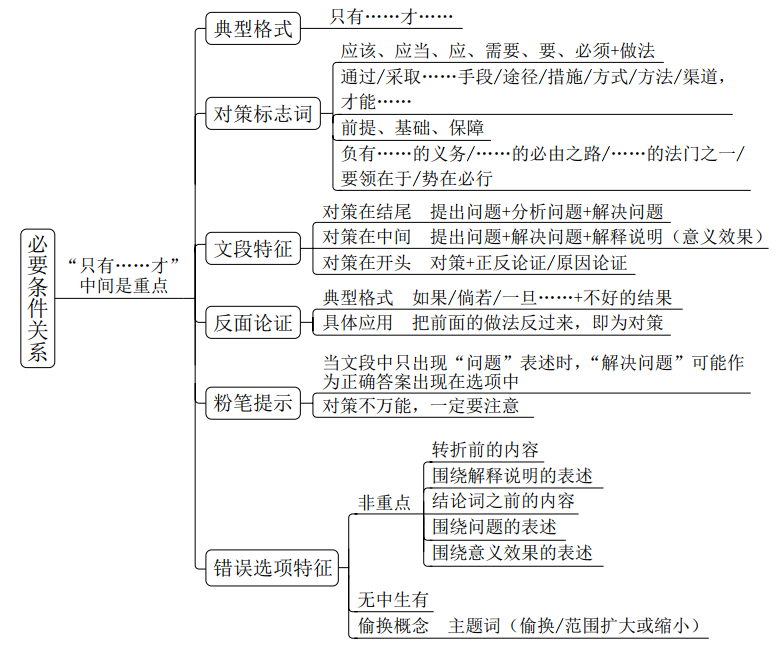 必要条件关系
“只有……才”
中间是重点
典型格式
只有……才……
对策标志词
应该、应当、应、需要、要、必须+做法
通过/采取……手段/途径/措施/方式/方法/渠道，
才能……
前提、基础、保障
负有……的义务/……的必由之路/……的法门之一/
要领在于/势在必行
文段特征
对策在结尾 提出问题+分析问题+解决问题
对策在中间 提出问题+解决问题+解释说明（意义效果）
对策在开头 对策+正反论证/原因论证
反面论证
典型格式 如果/倘若/一旦……+不好的结果
具体应用 把前面的做法反过来，即为对策
粉笔提示
当文段中只出现“问题”表述时，“解决问题”可能作
为正确答案出现在选项中
对策不万能，一定要注意
错误选项特征
非重点
转折前的内容
围绕解释说明的表述
结论词之前的内容
围绕问题的表述
围绕意义效果的表述
无中生有
偷换概念 主题词（偷换/范围扩大或缩小）